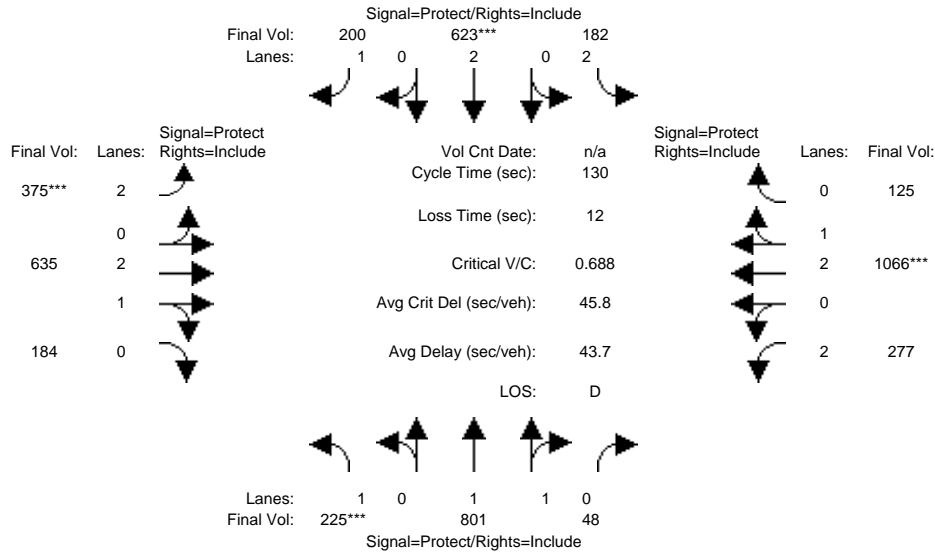 Signal=Protect/Rights=Include
Final Vol: 200 623*** 182
Lanes: 1 0 2 0 2
Signal=Protect
Final Vol: Lanes: Rights=Include
Vol Cnt Date: n/a
Signal=Protect
Rights=Include Lanes: Final Vol:
Cycle Time (sec): 130
375*** 2
0 125
Loss Time (sec): 12
0
1
635 2
Critical V/C: 0.688
2 1066***
1
Avg Crit Del (sec/veh): 45.8
0
184 0
Avg Delay (sec/veh): 43.7
2 277
LOS: D
Lanes: 1 0 1 1 0
Final Vol: 225*** 801 48
Signal=Protect/Rights=Include